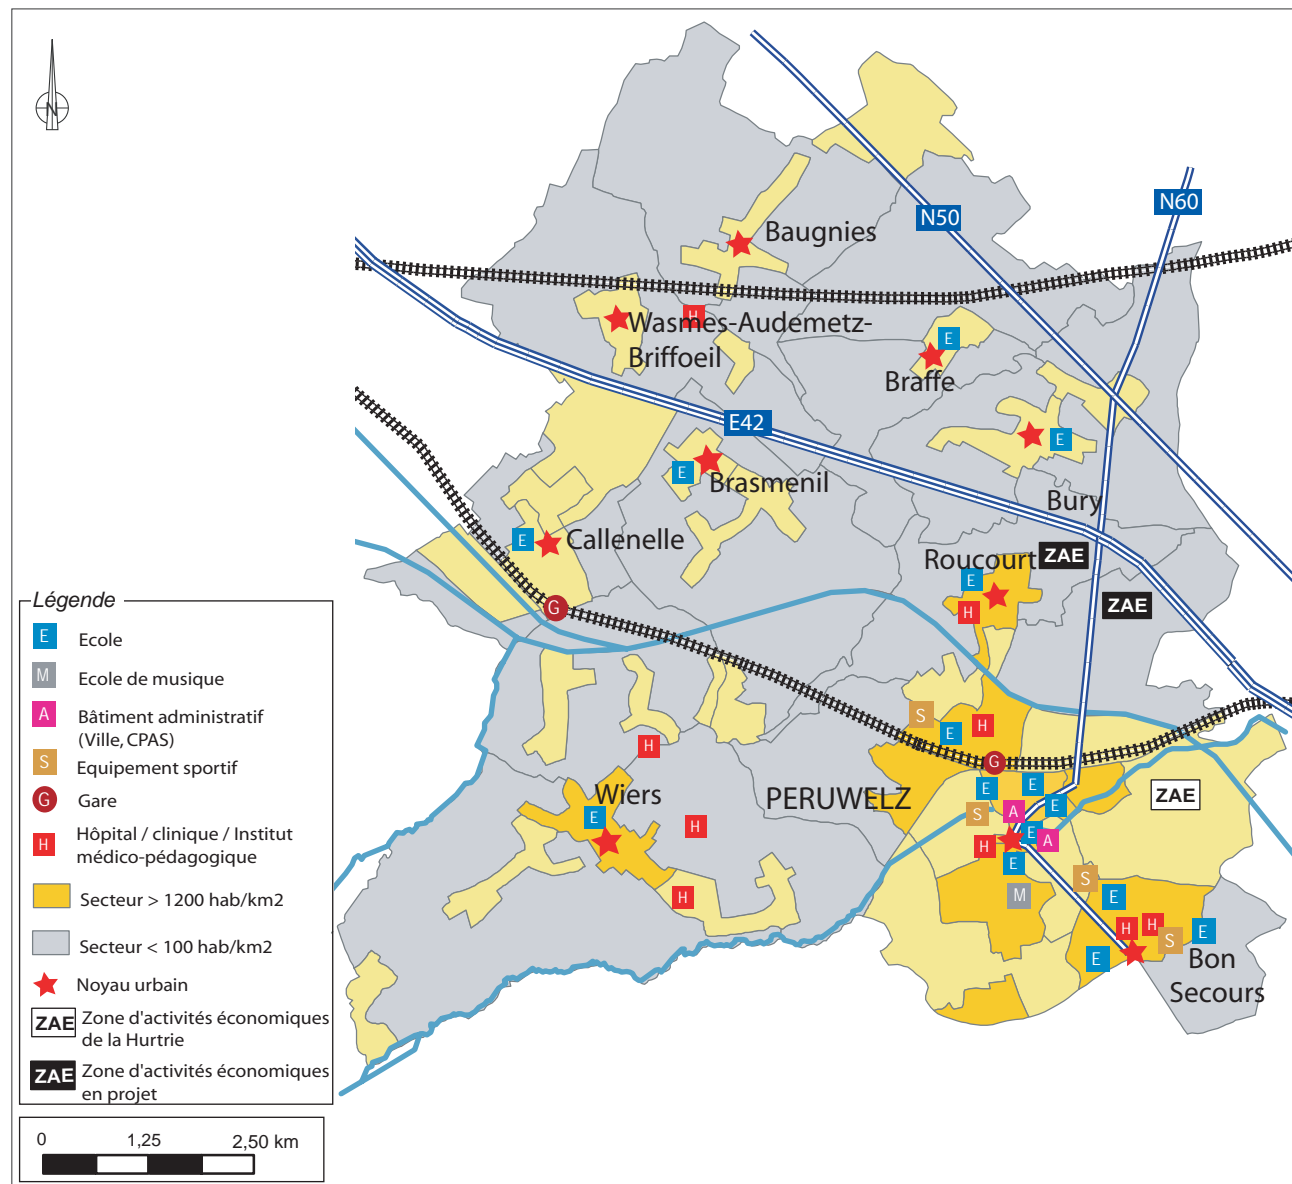 N
N50
N60
Baugnies
H
Wasmes-Audemetz-
Briffoeil
E
Braffe
E42
E
E
Brasmenil
Bury
E
Callenelle
Roucourt
ZAE
E
H
ZAE
G
S
E
H
G
H
Wiers
E
H
H
PERUWELZ
E
E
E
S
A
E
A
H
E
M
ZAE
S
E
H
H
S
E
E
Bon
Secours
Légende
E
Ecole
M
Ecole de musique
A
Bâtiment administratif
(Ville, CPAS)
S
Equipement sportif
G
Gare
H
Hôpital / clinique / Institut
médico-pédagogique
Secteur > 1200 hab/km2
Secteur < 100 hab/km2
Noyau urbain
ZAE
Zone d'activités économiques
de la Hurtrie
ZAE
Zone d'activités économiques
en projet
0 1,25 2,50 km